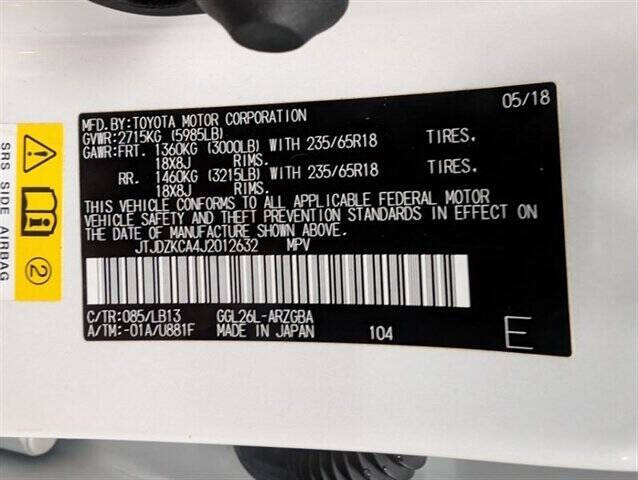 MFD.BY:TOYOTA MOTOR CORPORATION 05/18
GVWR:2715KG (5985LB)
GAWR:FRT. 1360KG (3000LB) WITH 235/65R18 TIRES.
18X8J RIMS.
RR. 1460KG (3215LB) WITH 235/65R18 TIRES.
18X8J RIMS.
THIS VEHICLE CONFORMS TO ALL APPLICABLE FEDERAL MOTOR
VEHICLE SAFETY AND THEFT PREVENTION STANDARDS IN EFFECT ON
THE DATE OF MANUFACTURE SHOWN ABOVE.
JTJDZKCA4J2012632 MPV
C/TR:085/LB13 GGL26L-ARZGBA
A/TM:-01A/U881F MADE IN JAPAN 104 E
SRS SIDE AIRBAG
2